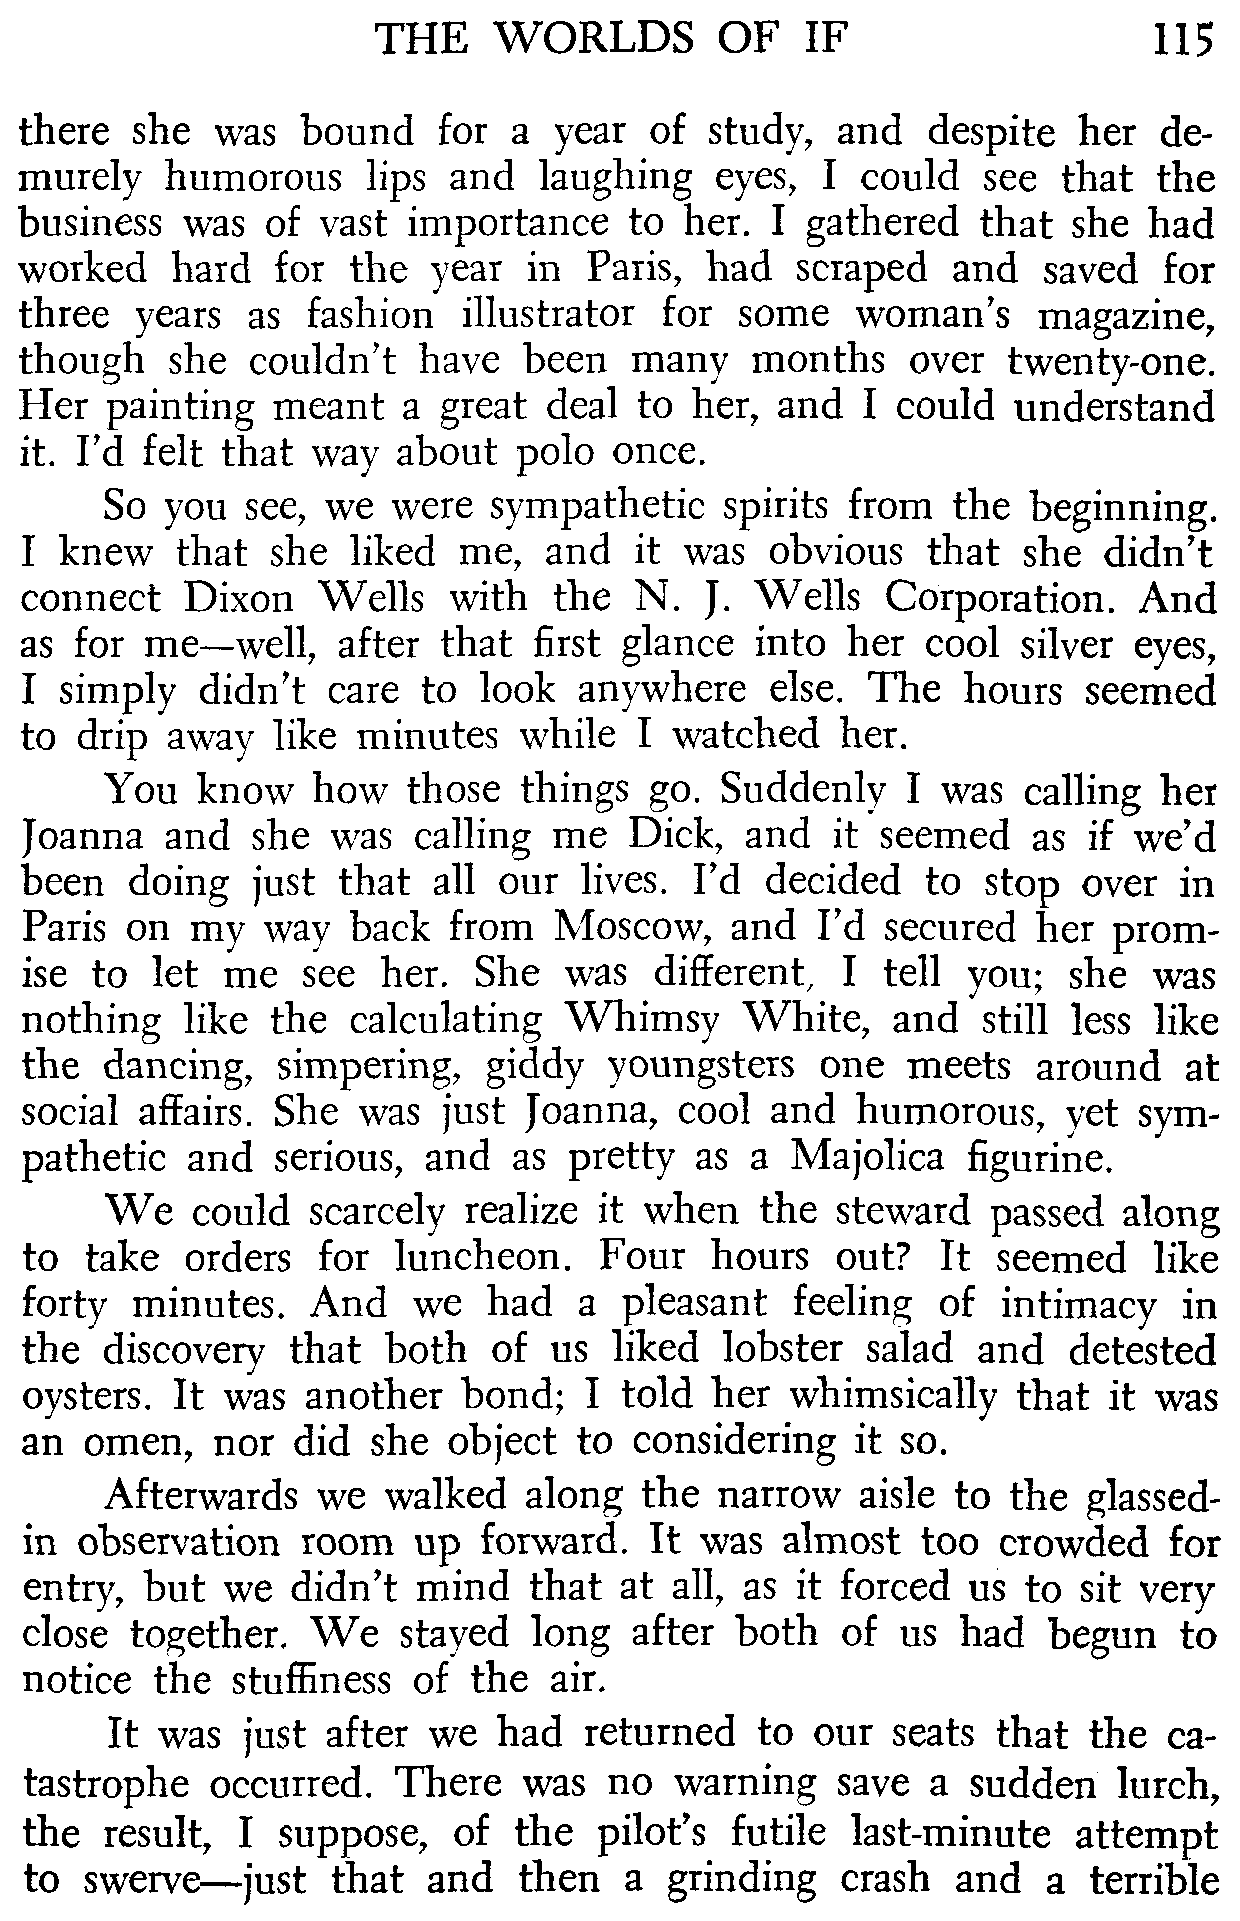 THE WORLDS OF IF 115
there she was bound for a year of study, and despite her de-
murely humorous lips and laughing eyes, I could see that the
business was of vast importance to her. I gathered that she had
worked hard for the year in Paris, had scraped and saved for
three years as fashion illustrator for some woman's magazine,
though she couldn't have been many months over twenty-one.
Her painting meant a great deal to her, and I could understand
it. I'd felt that way about polo once.
So you see, we were sympathetic spirits from the beginning.
I knew that she liked me, and it was obvious that she didn't
connect Dixon Wells with the N. J. Wells Corporation. And
as for me—well, after that first glance into her cool silver eyes,
I simply didn't care to look anywhere else. The hours seemed
to drip away like minutes while I watched her.
You know how those things go. Suddenly I was calling her
Joanna and she was calling me Dick, and it seemed as if we'd
been doing just that all our lives. I'd decided to stop over in
Paris on my way back from Moscow, and I'd secured her prom-
ise to let me see her. She was different, I tell you; she was
nothing like the calculating Whimsy White, and still less like
the dancing, simpering, giddy youngsters one meets around at
social affairs. She was just Joanna, cool and humorous, yet sym-
pathetic and serious, and as pretty as a Majolica figurine.
We could scarcely realize it when the steward passed along
to take orders for luncheon. Four hours out? It seemed like
forty minutes. And we had a pleasant feeling of intimacy in
the discovery that both of us liked lobster salad and detested
oysters. It was another bond; I told her whimsically that it was
an omen, nor did she object to considering it so.
Afterwards we walked along the narrow aisle to the glassed-
in observation room up forward. It was almost too crowded for
entry, but we didn't mind that at all, as it forced us to sit very
close together. We stayed long after both of us had begun to
notice the stuffiness of the air.
It was just after we had returned to our seats that the ca-
tastrophe occurred. There was no warning save a sudden lurch,
the result, I suppose, of the pilot's futile last-minute attempt
to swerve—just that and then a grinding crash and a terrible